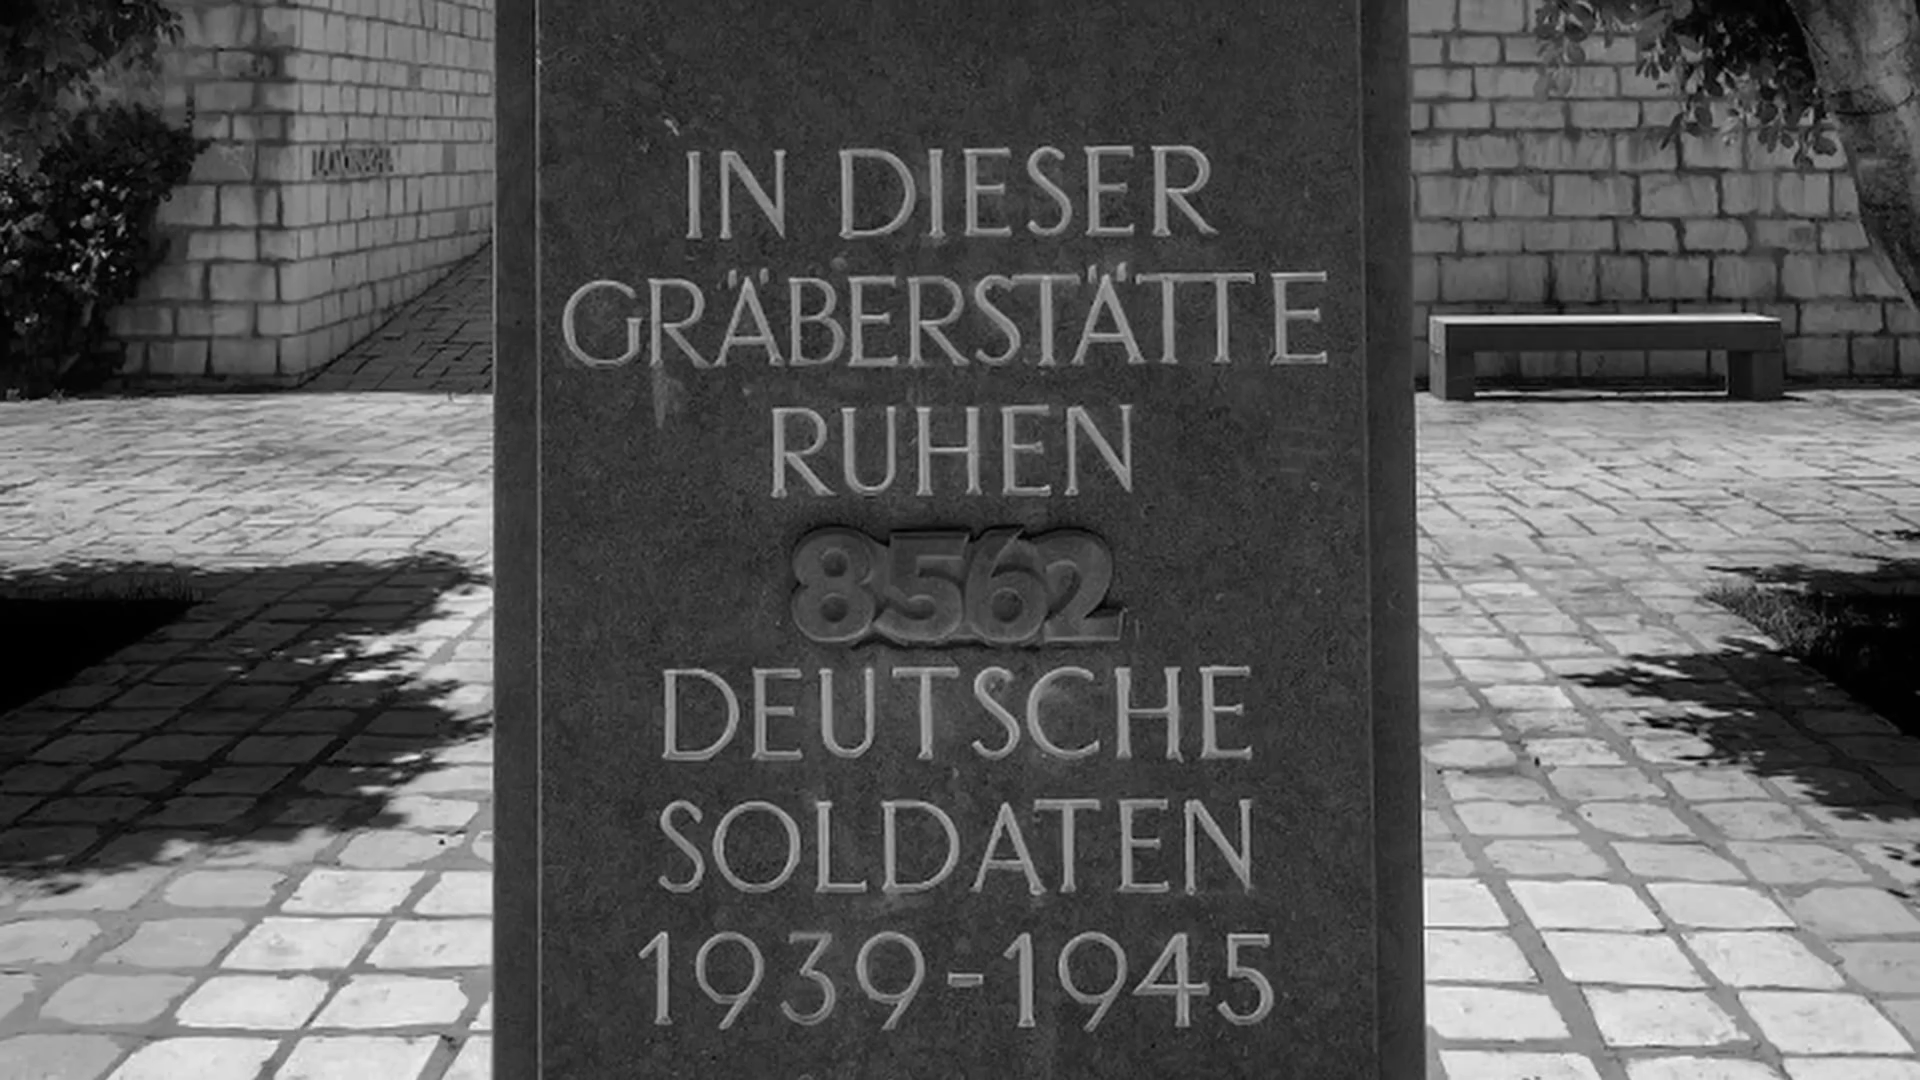 IN DIESER
GRÄBERSTÄTTE
RUHEN
8562
DEUTSCHE
SOLDATEN
1939-1945